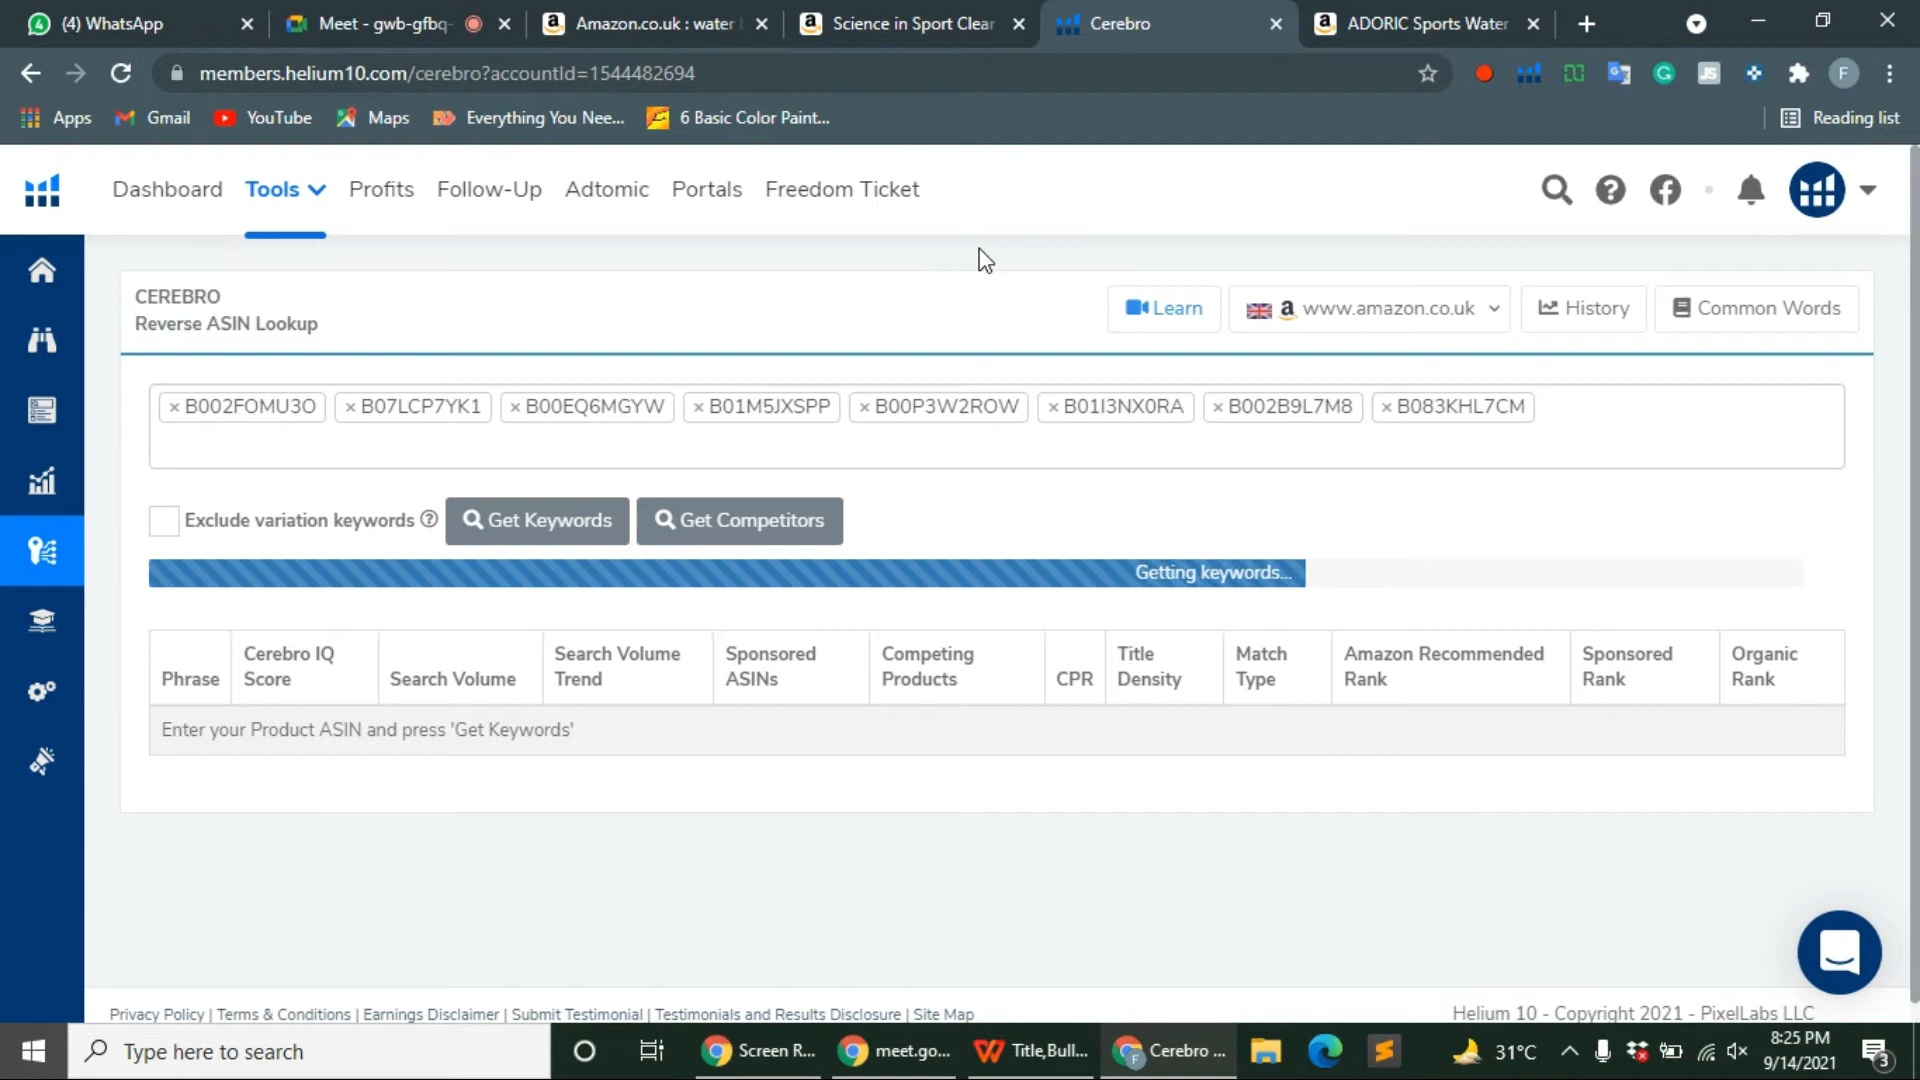 (4) WhatsApp
Meet - gwb-gfbq-
Amazon.co.uk : water
Science in Sport Clear
Cerebro
ADORIC Sports Water
members.helium10.com/cerebro?accountId=1544482694
Apps
Gmail
YouTube
Maps
Everything You Nee...
6 Basic Color Paint...
Reading list
Dashboard
Tools
Profits
Follow-Up
Adtomic
Portals
Freedom Ticket
CEREBRO
Reverse ASIN Lookup
Learn
www.amazon.co.uk
History
Common Words
× B002FOMU3O
× B07LCP7YK1
× B00EQ6MGYW
× B01M5JXSPP
× B00P3W2ROW
× B01I3NX0RA
× B002B9L7M8
× B083KHL7CM
Exclude variation keywords
Get Keywords
Get Competitors
Getting keywords...
Phrase
Cerebro IQ
Score
Search Volume
Search Volume
Trend
Sponsored
ASINs
Competing
Products
CPR
Title
Density
Match
Type
Amazon Recommended
Rank
Sponsored
Rank
Organic
Rank
Enter your Product ASIN and press 'Get Keywords'
Privacy Policy | Terms & Conditions | Earnings Disclaimer | Submit Testimonial | Testimonials and Results Disclosure | Site Map
Helium 10 - Copyright 2021 - PixelLabs LLC
Type here to search
Screen R...
meet.go...
Title,Bull...
Cerebro ...
31°C
8:25 PM
9/14/2021
3